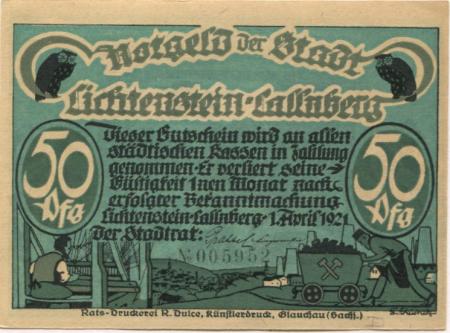 Notgeld der Stadt
Lichtenstein-Callnberg
50
Pfg
50
Pfg
Dieser Gutschein wird an allen
städtischen Kassen in Zahlung
genommen · Er verliert seine
Gültigkeit 1nen Monat nach
erfolgter Bekanntmachung
Lichtenstein-Callnberg · 1. April 1921
der Stadtrat:
№ 005952
Rats-Druckerei R. Dulce, Künstlerdruck, Glauchau (Sachs.)